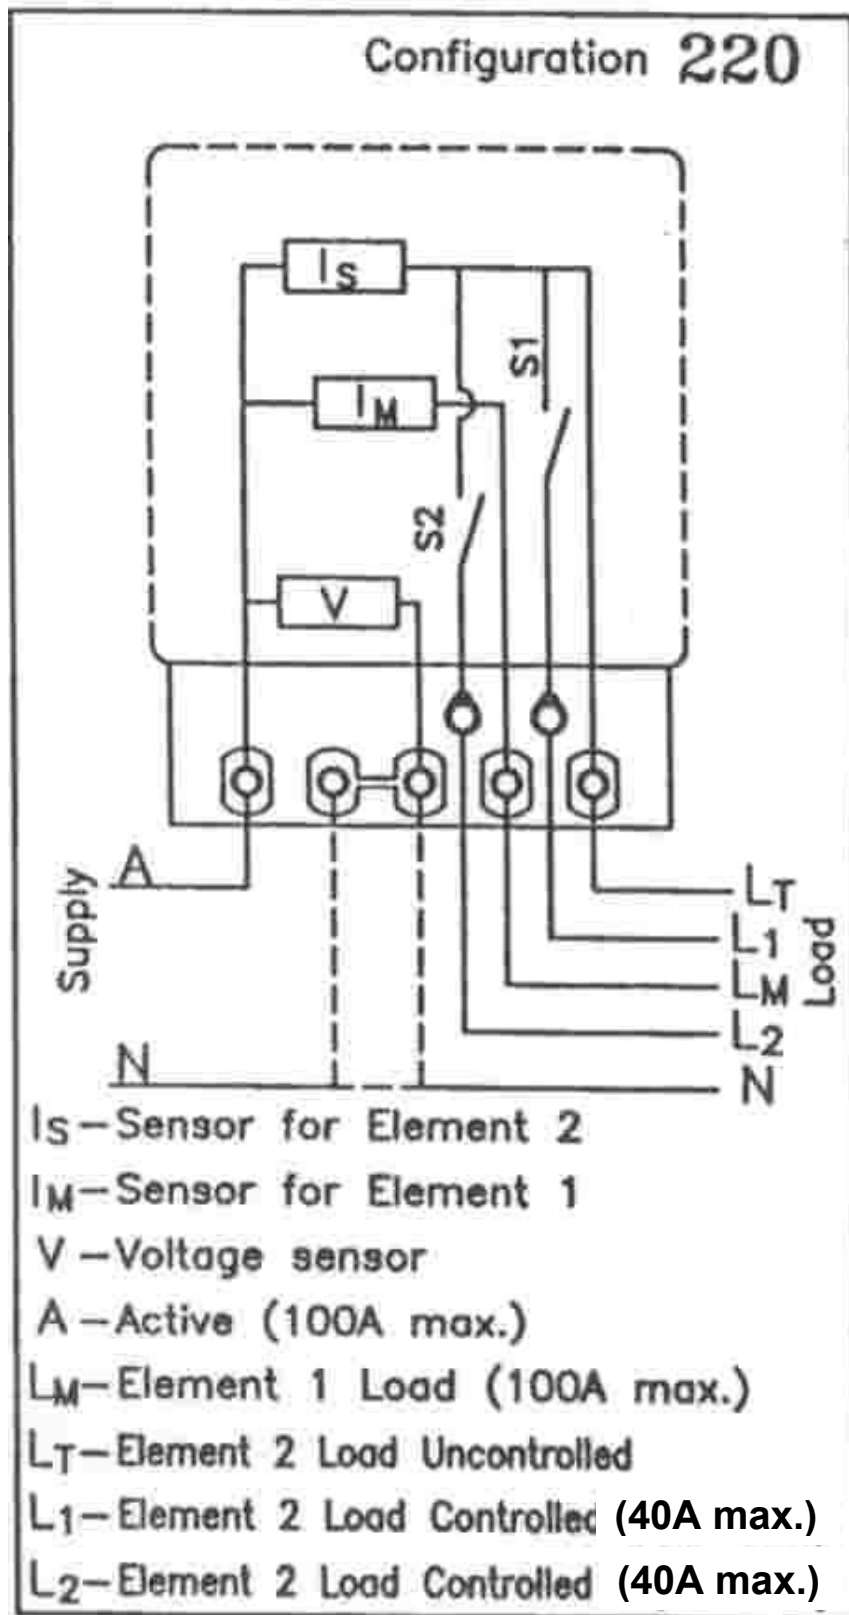 Configuration 220
IS
S1
IM
S2
V
A
Supply
LT
L1
Load
LM
L2
N
N
IS-Sensor for Element 2
IM-Sensor for Element 1
V-Voltage sensor
A-Active (100A max.)
LM-Element 1 Load (100A max.)
LT-Element 2 Load Uncontrolled
L1-Element 2 Load Controlled (40A max.)
L2-Element 2 Load Controlled (40A max.)